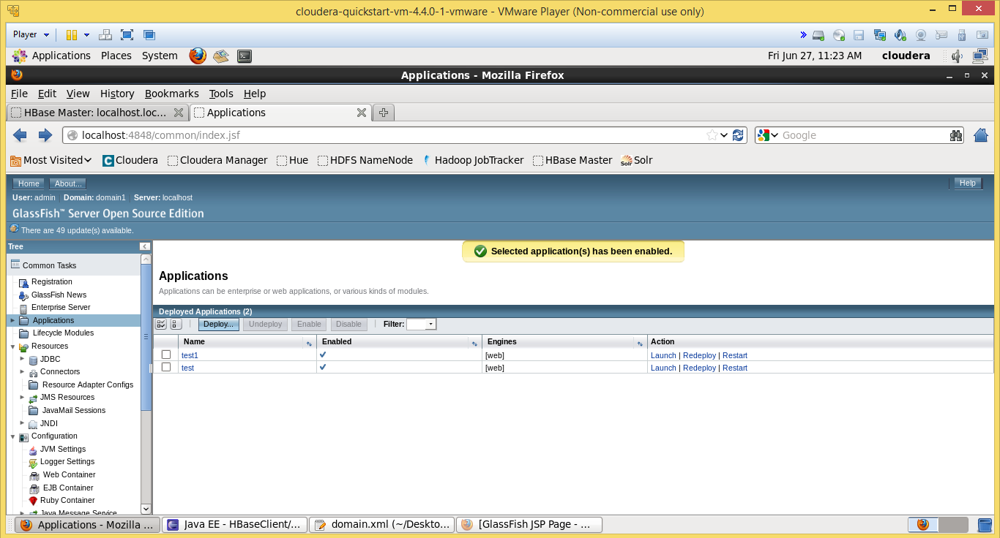 cloudera-quickstart-vm-4.4.0-1-vmware - VMware Player (Non-commercial use only)
Player
Applications Places System Fri Jun 27, 11:23 AM cloudera
Applications - Mozilla Firefox
File Edit View History Bookmarks Tools Help
HBase Master: localhost.loc... Applications
localhost:4848/common/index.jsf Google
Most Visited Cloudera Cloudera Manager Hue HDFS NameNode Hadoop JobTracker HBase Master Solr Solr
Home About... Help
User: admin Domain: domain1 Server: localhost
GlassFish™ Server Open Source Edition
There are 49 update(s) available.
Tree
Common Tasks
Registration
GlassFish News
Enterprise Server
Applications
Lifecycle Modules
Resources
JDBC
Connectors
Resource Adapter Configs
JMS Resources
JavaMail Sessions
JNDI
Configuration
JVM Settings
Logger Settings
Web Container
EJB Container
Ruby Container
Java Message Service
Selected application(s) has been enabled.
Applications
Applications can be enterprise or web applications, or various kinds of modules.
Deployed Applications (2)
Deploy... Undeploy Enable Disable Filter:
Name Enabled Engines Action
test1 [web] Launch | Redeploy | Restart
test [web] Launch | Redeploy | Restart
Applications - Mozilla ... Java EE - HBaseClient/... domain.xml (~/Deskto... [GlassFish JSP Page - ...